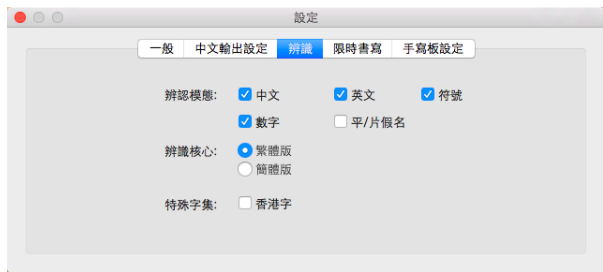 設定
一般 中文輸出設定 辨識 限時書寫 手寫板設定
辨認模態: 中文 英文 符號
數字 平/片假名
辨識核心: 繁體版
簡體版
特殊字集: 香港字